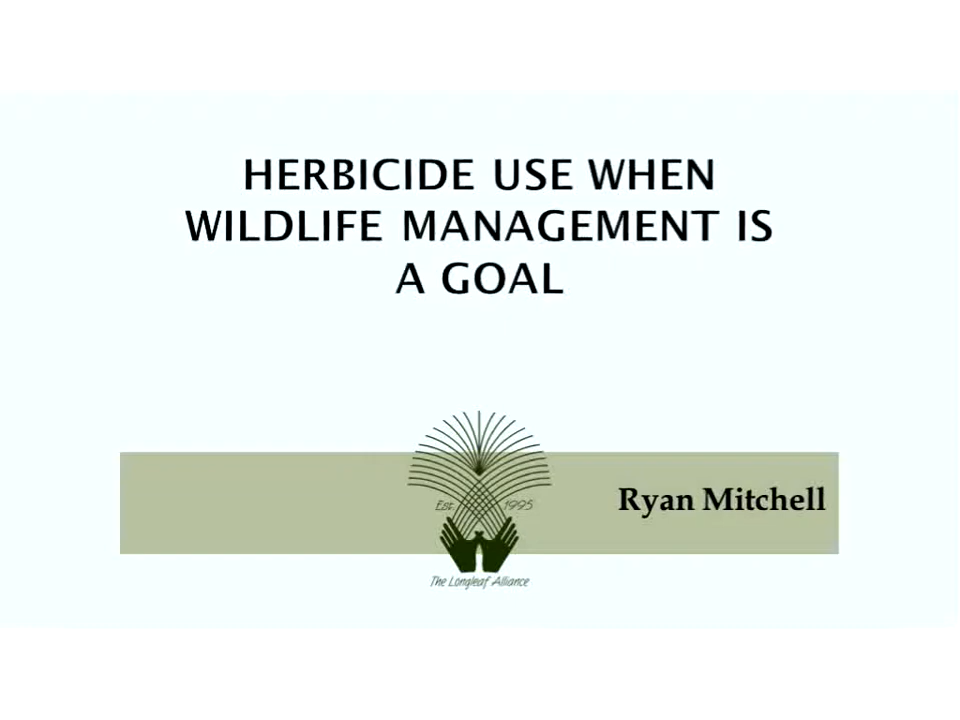 HERBICIDE USE WHEN
WILDLIFE MANAGEMENT IS
A GOAL
Est 1995
Ryan Mitchell
The Longleaf Alliance